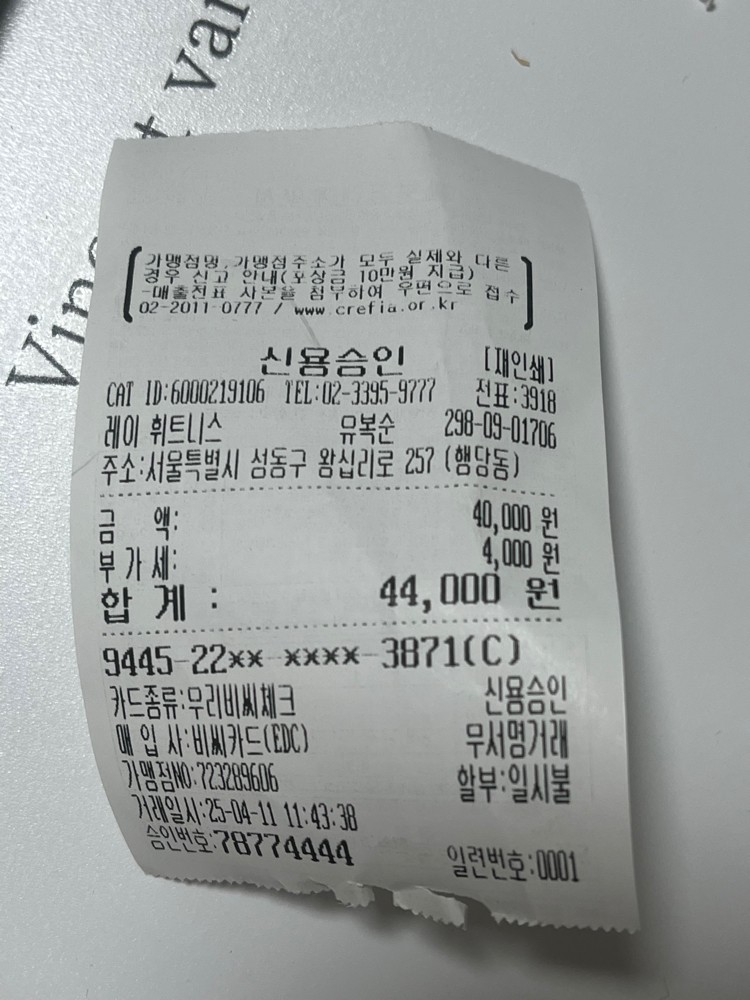 Vincent van
가맹점명,가맹점주소가 모두 실제와 다른
경우 신고 안내(포상금 10만원 지급)
-매출전표 사본을 첨부하여 우편으로 접수
02-2011-0777 / www.crefia.or.kr
신용승인 [재인쇄]
CAT ID:6000219106 TEL:02-3395-9777 전표:3918
레이 휘트니스 유복순 298-09-01706
주소:서울특별시 성동구 왕십리로 257 (행당동)
금 액: 40,000 원
부가세: 4,000 원
합 계 : 44,000 원
9445-22**-****-3871(C)
카드종류:우리비씨체크 신용승인
매 입 사:비씨카드(EDC) 무서명거래
가맹점NO:723289606 할부:일시불
거래일시:25-04-11 11:43:38
승인번호:78774444 일련번호:0001